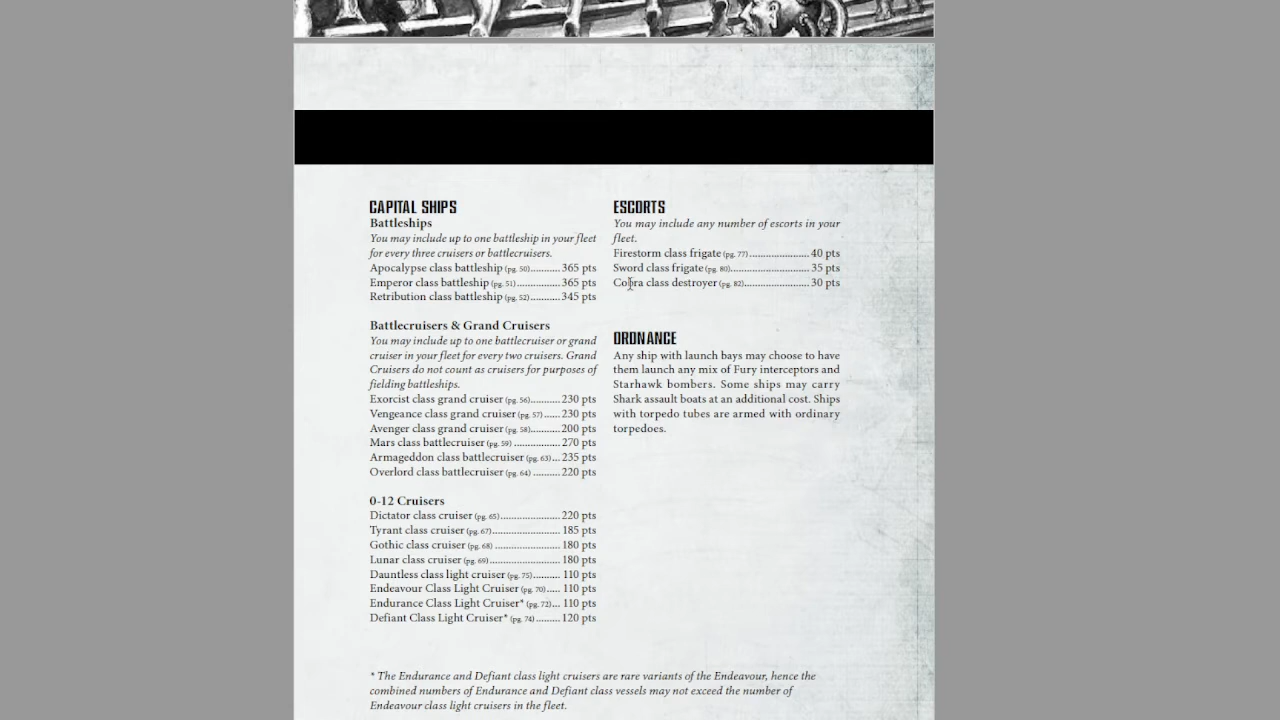 CAPITAL SHIPS
Battleships
You may include up to one battleship in your fleet
for every three cruisers or battlecruisers.
Apocalypse class battleship (pg. 50)........... 365 pts
Emperor class battleship (pg. 51)................ 365 pts
Retribution class battleship (pg. 52)........... 345 pts
Battlecruisers & Grand Cruisers
You may include up to one battlecruiser or grand
cruiser in your fleet for every two cruisers. Grand
Cruisers do not count as cruisers for purposes of
fielding battleships.
Exorcist class grand cruiser (pg. 56)........... 230 pts
Vengeance class grand cruiser (pg. 57)...... 230 pts
Avenger class grand cruiser (pg. 58)........... 200 pts
Mars class battlecruiser (pg. 59) ................. 270 pts
Armageddon class battlecruiser (pg. 63)... 235 pts
Overlord class battlecruiser (pg. 64) .......... 220 pts
0-12 Cruisers
Dictator class cruiser (pg. 65)...................... 220 pts
Tyrant class cruiser (pg. 67)......................... 185 pts
Gothic class cruiser (pg. 68) ........................ 180 pts
Lunar class cruiser (pg. 69).......................... 180 pts
Dauntless class light cruiser (pg. 75).......... 110 pts
Endeavour Class Light Cruiser (pg. 70)..... 110 pts
Endurance Class Light Cruiser* (pg. 72)... 110 pts
Defiant Class Light Cruiser* (pg. 74) ......... 120 pts
ESCORTS
You may include any number of escorts in your
fleet.
Firestorm class frigate (pg. 77)...................... 40 pts
Sword class frigate (pg. 80)............................. 35 pts
Cobra class destroyer (pg. 82)........................ 30 pts
ORDNANCE
Any ship with launch bays may choose to have
them launch any mix of Fury interceptors and
Starhawk bombers. Some ships may carry
Shark assault boats at an additional cost. Ships
with torpedo tubes are armed with ordinary
torpedoes.
* The Endurance and Defiant class light cruisers are rare variants of the Endeavour, hence the
combined numbers of Endurance and Defiant class vessels may not exceed the number of
Endeavour class light cruisers in the fleet.